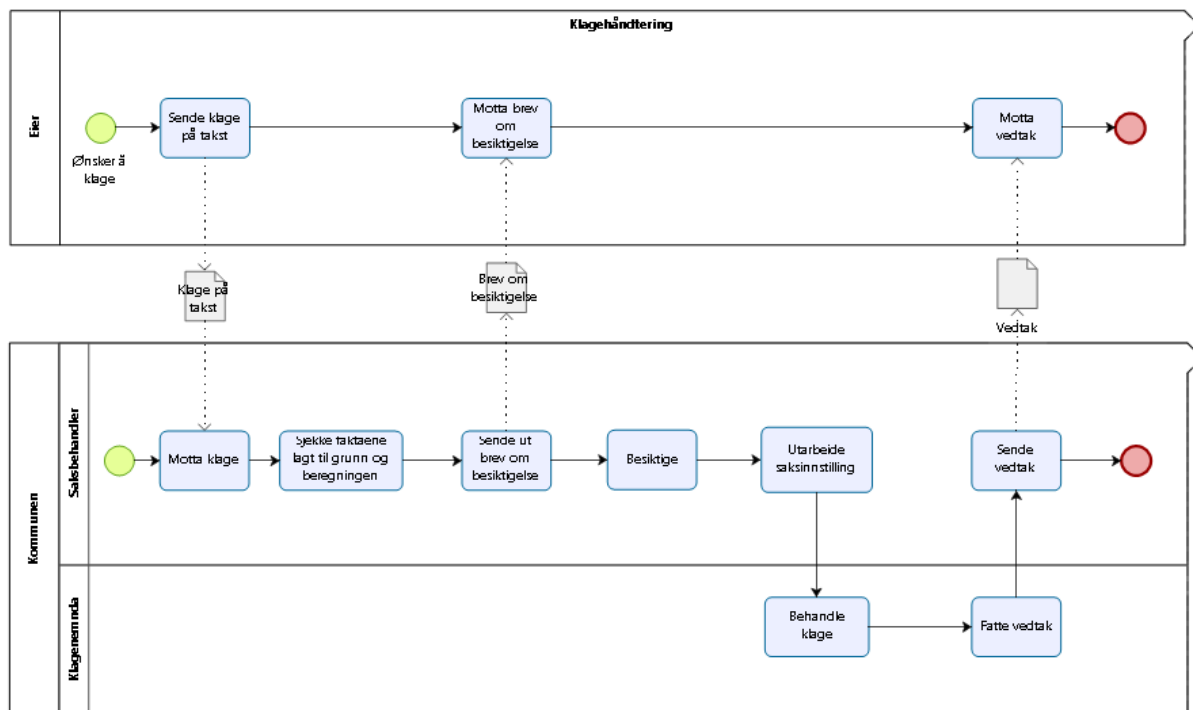 Klagehåndtering
Eier
Ønsker å
klage
Sende klage
på takst
Motta brev
om
besiktigelse
Motta
vedtak
Klage på
takst
Brev om
besiktigelse
Vedtak
Kommunen
Saksbehandler
Motta klage
Sjekke faktaene
lagt til grunn og
beregningen
Sende ut
brev om
besiktigelse
Besiktige
Utarbeide
saksinnstilling
Sende
vedtak
Klagenemnda
Behandle
klage
Fatte vedtak